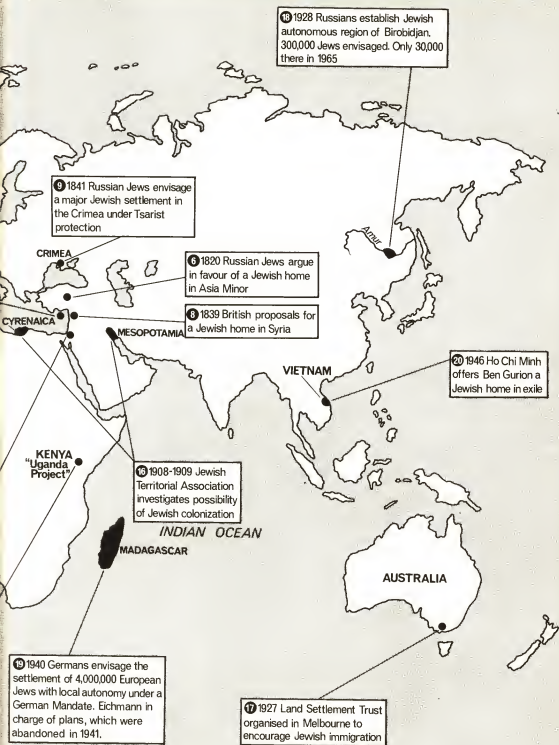 18 1928 Russians establish Jewish
autonomous region of Birobidjan.
300,000 Jews envisaged. Only 30,000
there in 1965
9 1841 Russian Jews envisage
a major Jewish settlement in
the Crimea under Tsarist
protection
Amur
CRIMEA
6 1820 Russian Jews argue
in favour of a Jewish home
in Asia Minor
8 1839 British proposals for
a Jewish home in Syria
CYRENAICA
MESOPOTAMIA
20 1946 Ho Chi Minh
offers Ben Gurion a
Jewish home in exile
VIETNAM
KENYA
"Uganda
Project"
16 1908-1909 Jewish
Territorial Association
investigates possibility
of Jewish colonization
INDIAN OCEAN
MADAGASCAR
AUSTRALIA
19 1940 Germans envisage the
settlement of 4,000,000 European
Jews with local autonomy under a
German Mandate. Eichmann in
charge of plans, which were
abandoned in 1941.
17 1927 Land Settlement Trust
organised in Melbourne to
encourage Jewish immigration